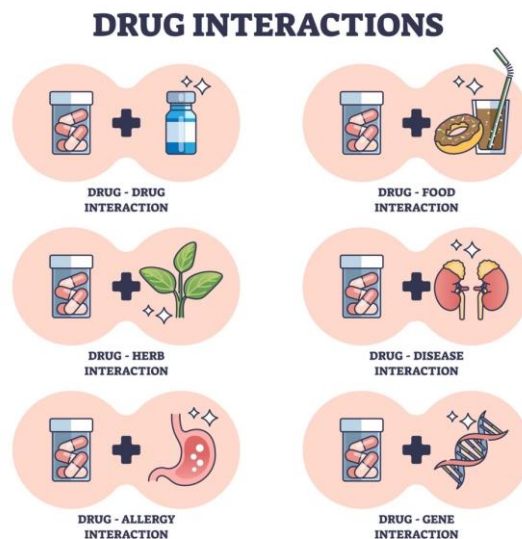 DRUG INTERACTIONS
DRUG - DRUG
INTERACTION
DRUG - FOOD
INTERACTION
DRUG - HERB
INTERACTION
DRUG - DISEASE
INTERACTION
DRUG - ALLERGY
INTERACTION
DRUG - GENE
INTERACTION